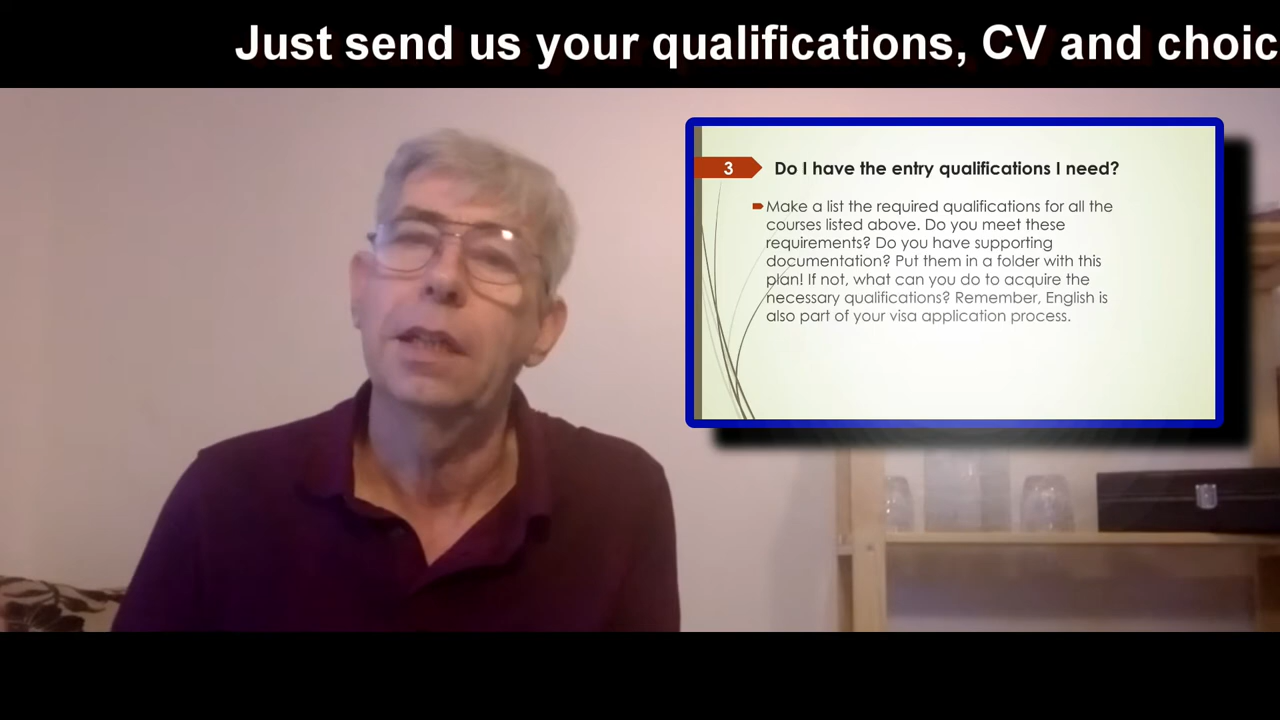 Just send us your qualifications, CV and choic
3
Do I have the entry qualifications I need?
Make a list the required qualifications for all the
courses listed above. Do you meet these
requirements? Do you have supporting
documentation? Put them in a folder with this
plan! If not, what can you do to acquire the
necessary qualifications? Remember, English is
also part of your visa application process.